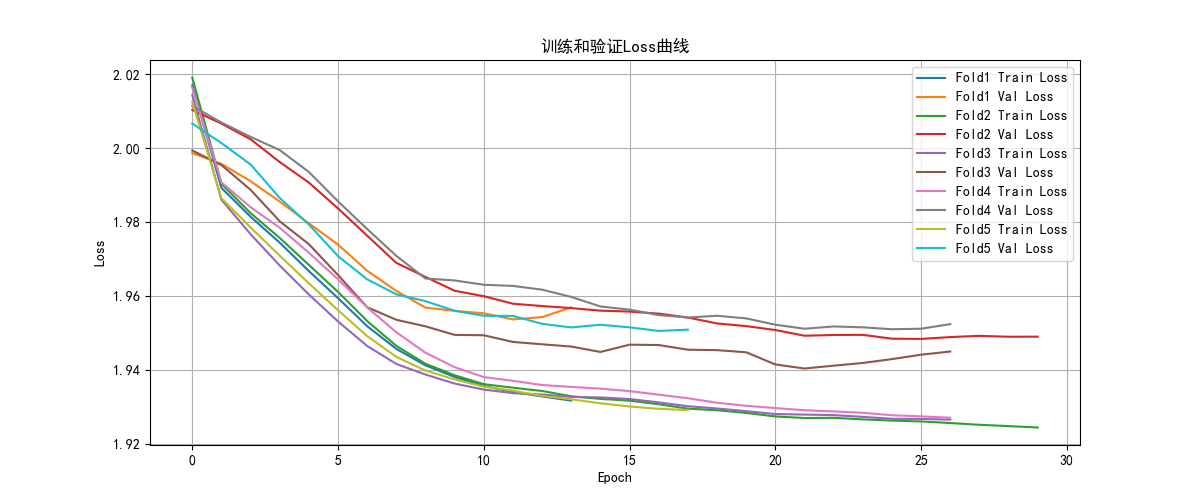 训练和验证Loss曲线
2.02
2.00
1.98
1.96
1.94
1.92
Loss
0
5
10
15
20
25
30
Epoch
Fold1 Train Loss
Fold1 Val Loss
Fold2 Train Loss
Fold2 Val Loss
Fold3 Train Loss
Fold3 Val Loss
Fold4 Train Loss
Fold4 Val Loss
Fold5 Train Loss
Fold5 Val Loss